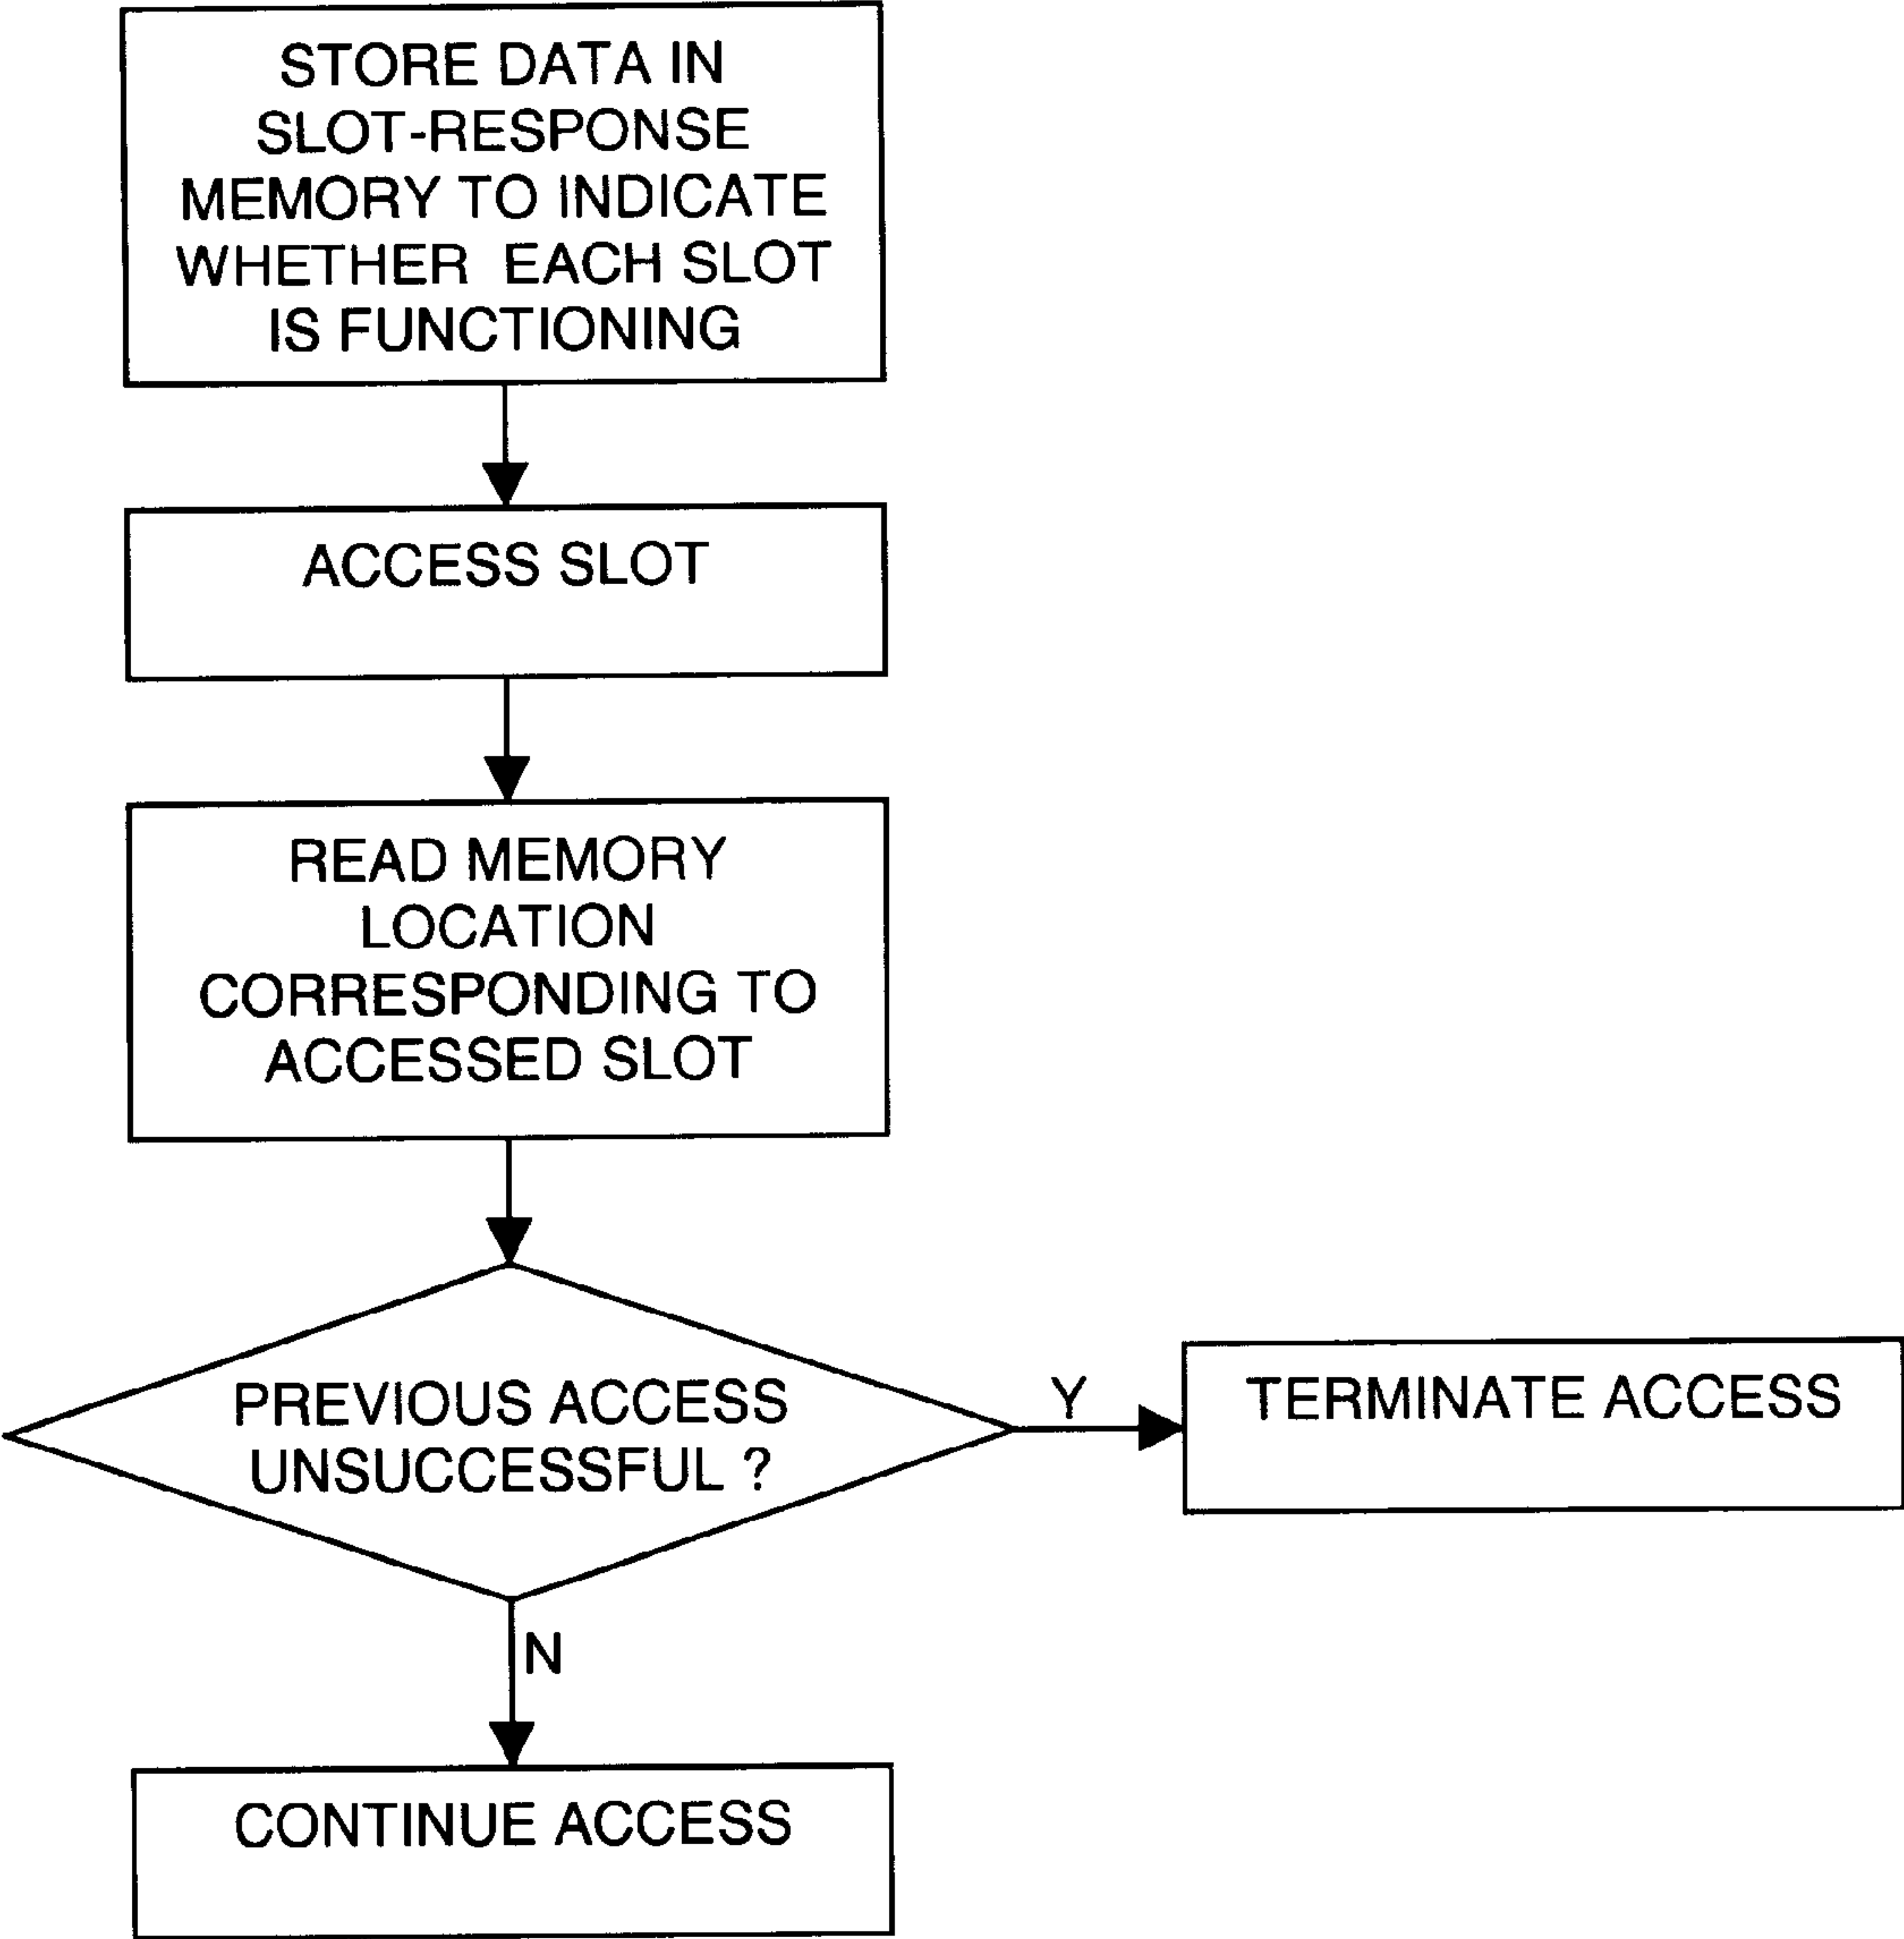 STORE DATA IN
SLOT-RESPONSE
MEMORY TO INDICATE
WHETHER EACH SLOT
IS FUNCTIONING
ACCESS SLOT
READ MEMORY
LOCATION
CORRESPONDING TO
ACCESSED SLOT
PREVIOUS ACCESS
UNSUCCESSFUL ?
Y
TERMINATE ACCESS
N
CONTINUE ACCESS